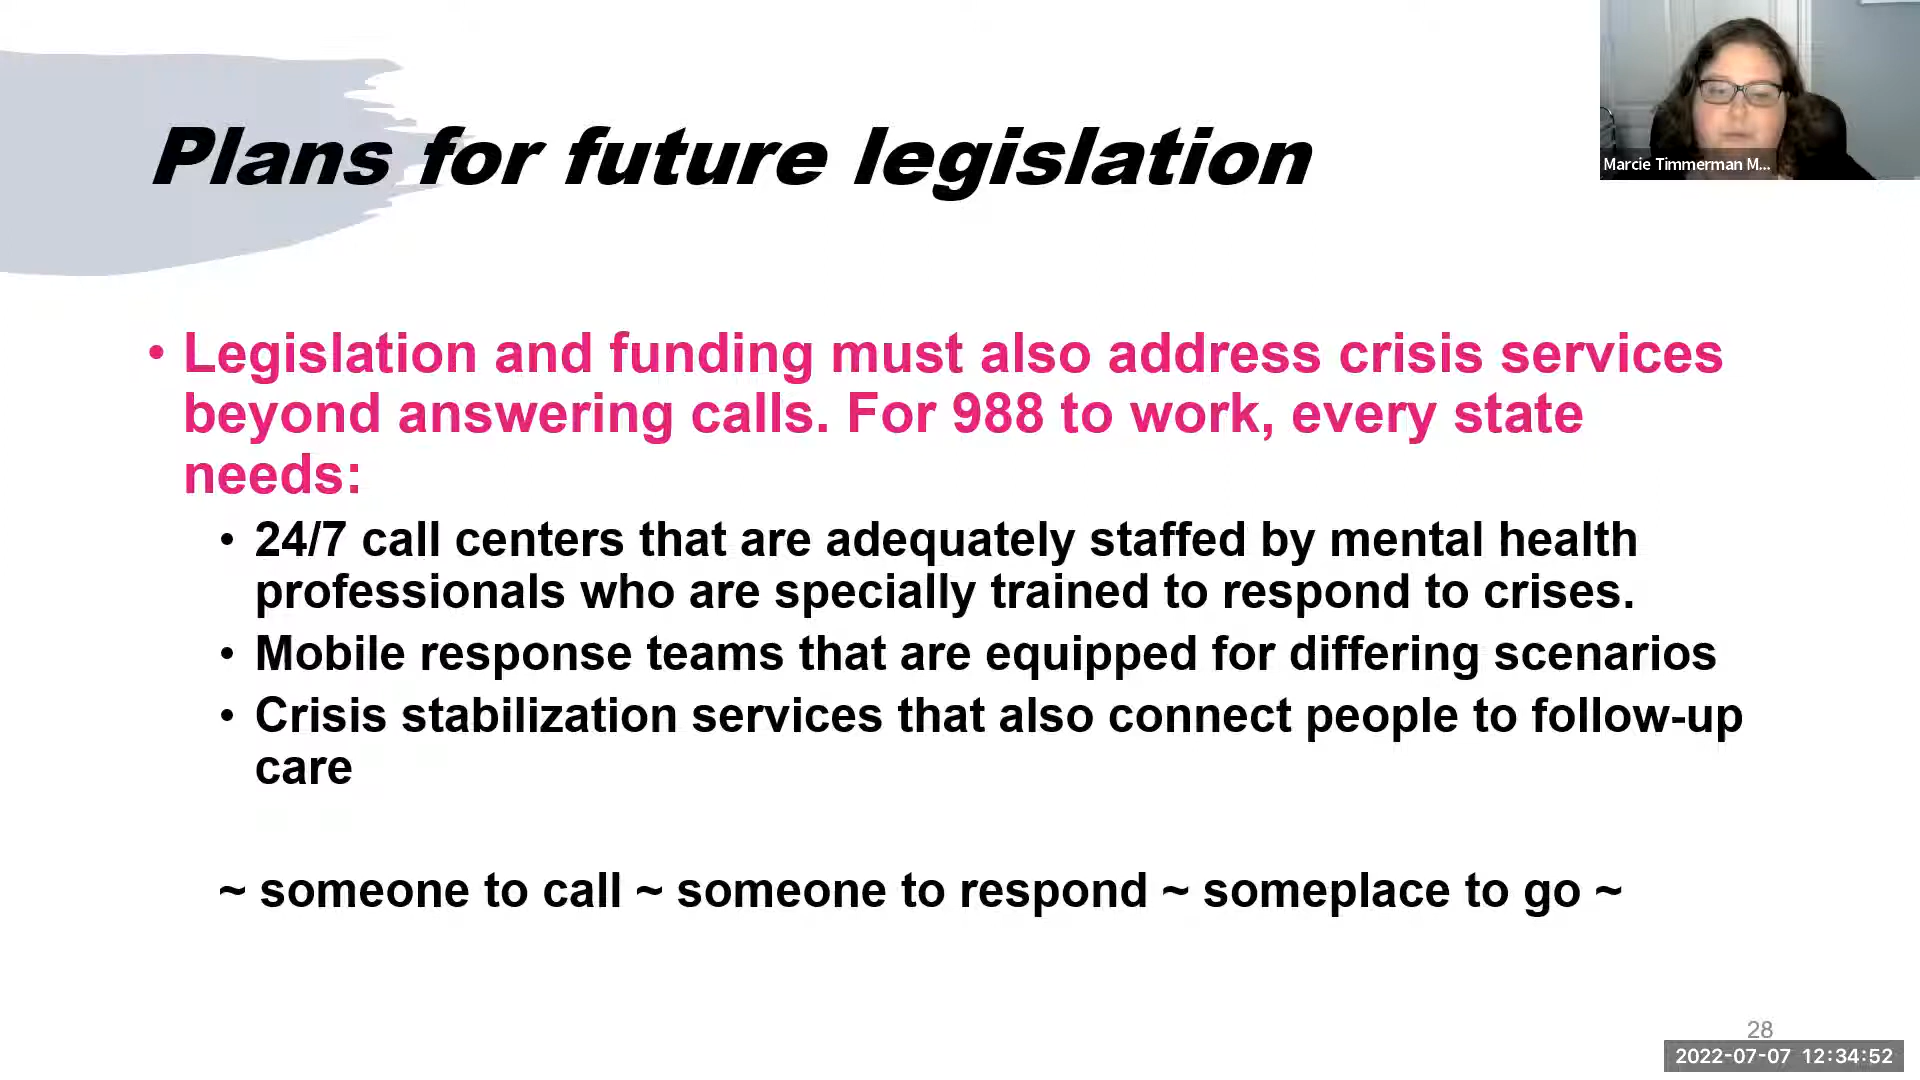 Plans for future legislation
Marcie Timmerman M...
• Legislation and funding must also address crisis services
beyond answering calls. For 988 to work, every state
needs:
• 24/7 call centers that are adequately staffed by mental health
professionals who are specially trained to respond to crises.
• Mobile response teams that are equipped for differing scenarios
• Crisis stabilization services that also connect people to follow-up
care
~ someone to call ~ someone to respond ~ someplace to go ~
28
2022-07-07 12:34:52